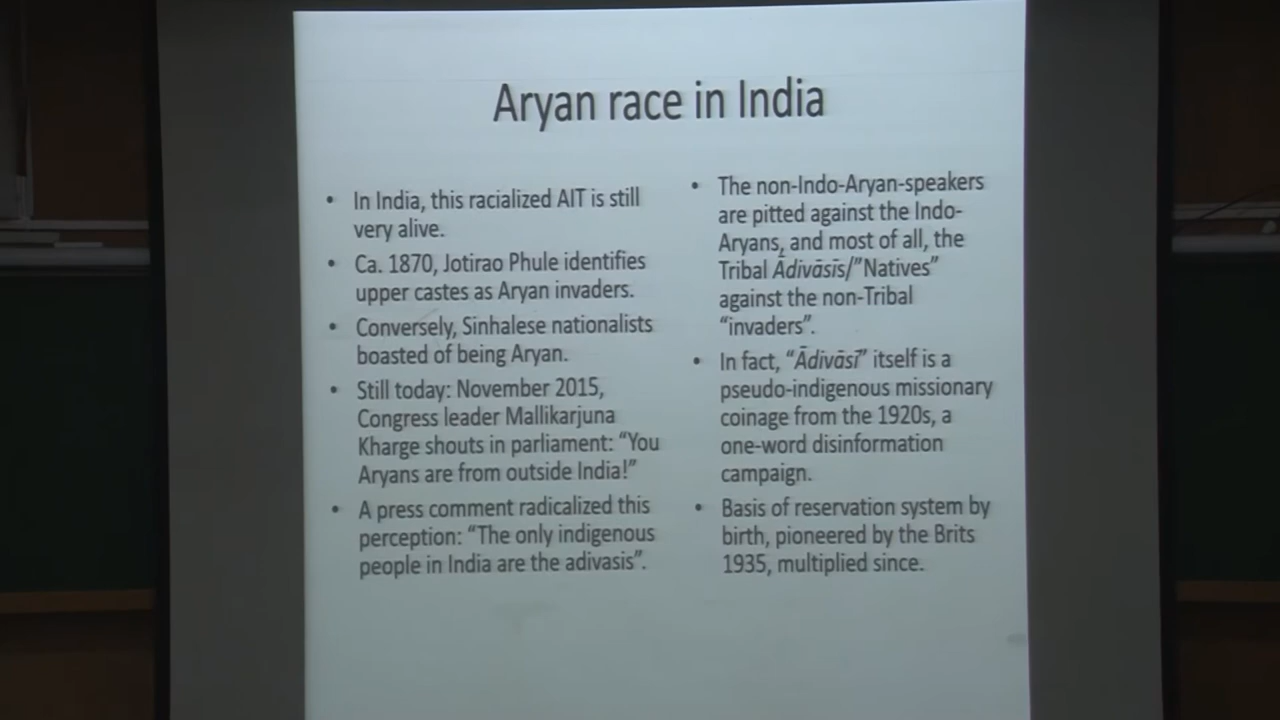 Aryan race in India
• In India, this racialized AIT is still
very alive.
• Ca. 1870, Jotirao Phule identifies
upper castes as Aryan invaders.
• Conversely, Sinhalese nationalists
boasted of being Aryan.
• Still today: November 2015,
Congress leader Mallikarjuna
Kharge shouts in parliament: “You
Aryans are from outside India!”
• A press comment radicalized this
perception: “The only indigenous
people in India are the adivasis”.
• The non-Indo-Aryan-speakers
are pitted against the Indo-
Aryans, and most of all, the
Tribal Ādivāsīs/”Natives”
against the non-Tribal
“invaders”.
• In fact, “Ādivāsī” itself is a
pseudo-indigenous missionary
coinage from the 1920s, a
one-word disinformation
campaign.
• Basis of reservation system by
birth, pioneered by the Brits
1935, multiplied since.